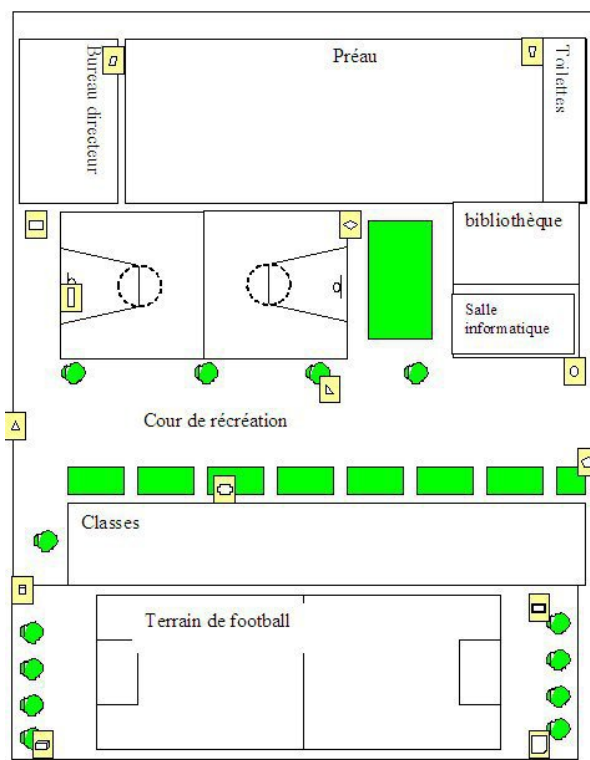 Bureau directeur
Préau
Toilettes
bibliothèque
Salle
informatique
Cour de récréation
Classes
Terrain de football